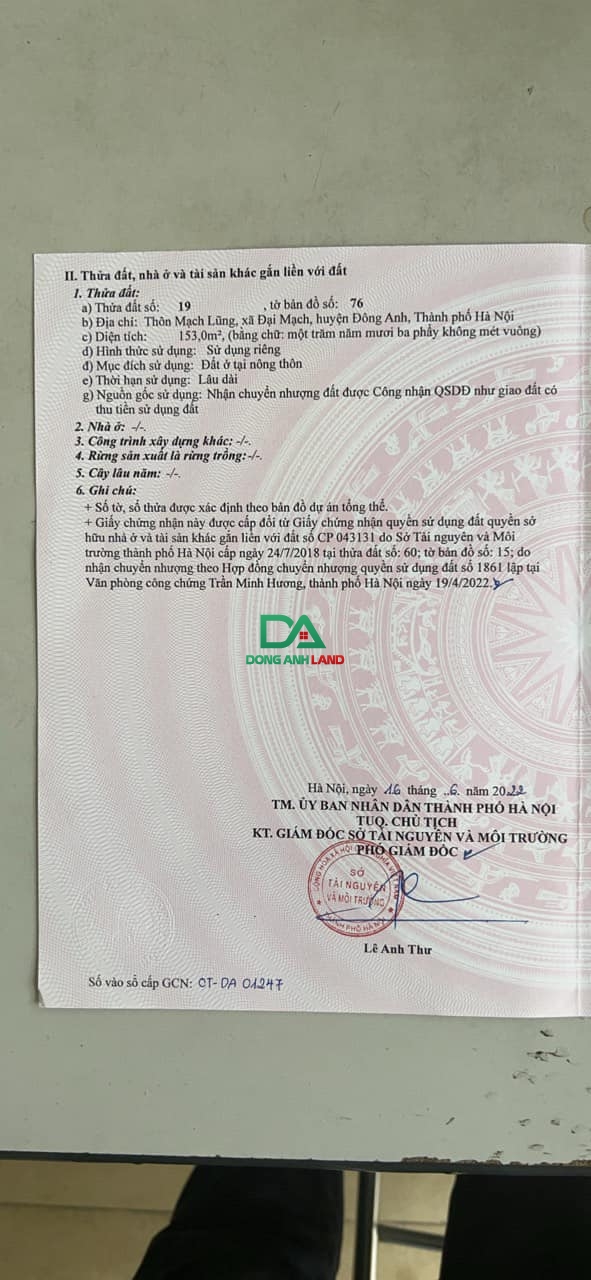 II. Thửa đất, nhà ở và tài sản khác gắn liền với đất
1. Thửa đất:
a) Thửa đất số: 19 , tờ bản đồ số: 76
b) Địa chỉ: Thôn Mạch Lũng, xã Đại Mạch, huyện Đông Anh, Thành phố Hà Nội
c) Diện tích: 153,0m², (bằng chữ: một trăm năm mươi ba phẩy không mét vuông)
d) Hình thức sử dụng: Sử dụng riêng
đ) Mục đích sử dụng: Đất ở tại nông thôn
e) Thời hạn sử dụng: Lâu dài
g) Nguồn gốc sử dụng: Nhận chuyển nhượng đất được Công nhận QSDĐ như giao đất có
thu tiền sử dụng đất
2. Nhà ở: -/-.
3. Công trình xây dựng khác: -/-.
4. Rừng sản xuất là rừng trồng: -/-.
5. Cây lâu năm: -/-.
6. Ghi chú:
+ Số tờ, số thửa được xác định theo bản đồ dự án tổng thể.
+ Giấy chứng nhận này được cấp đổi từ Giấy chứng nhận quyền sử dụng đất quyền sở
hữu nhà ở và tài sản khác gắn liền với đất số CP 043131 do Sở Tài nguyên và Môi
trường thành phố Hà Nội cấp ngày 24/7/2018 tại thửa đất số: 60; tờ bản đồ số: 15; do
nhận chuyển nhượng theo Hợp đồng chuyển nhượng quyền sử dụng đất số 1861 lập tại
Văn phòng công chứng Trần Minh Hương, thành phố Hà Nội ngày 19/4/2022.
DA
DONG ANH LAND
Hà Nội, ngày 16 tháng 6 năm 2022
TM. ỦY BAN NHÂN DÂN THÀNH PHỐ HÀ NỘI
TUQ. CHỦ TỊCH
KT. GIÁM ĐỐC SỞ TÀI NGUYÊN VÀ MÔI TRƯỜNG
PHÓ GIÁM ĐỐC
SỞ
TÀI NGUYÊN
VÀ MÔI TRƯỜNG
Lê Anh Thư
Số vào sổ cấp GCN: CT-DA 01247